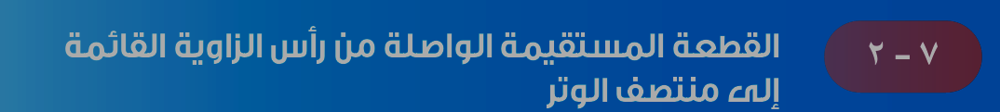 ٧ – ٢
القطعة المستقيمة الواصلة من رأس الزاوية القائمة
إلى منتصف الوتر